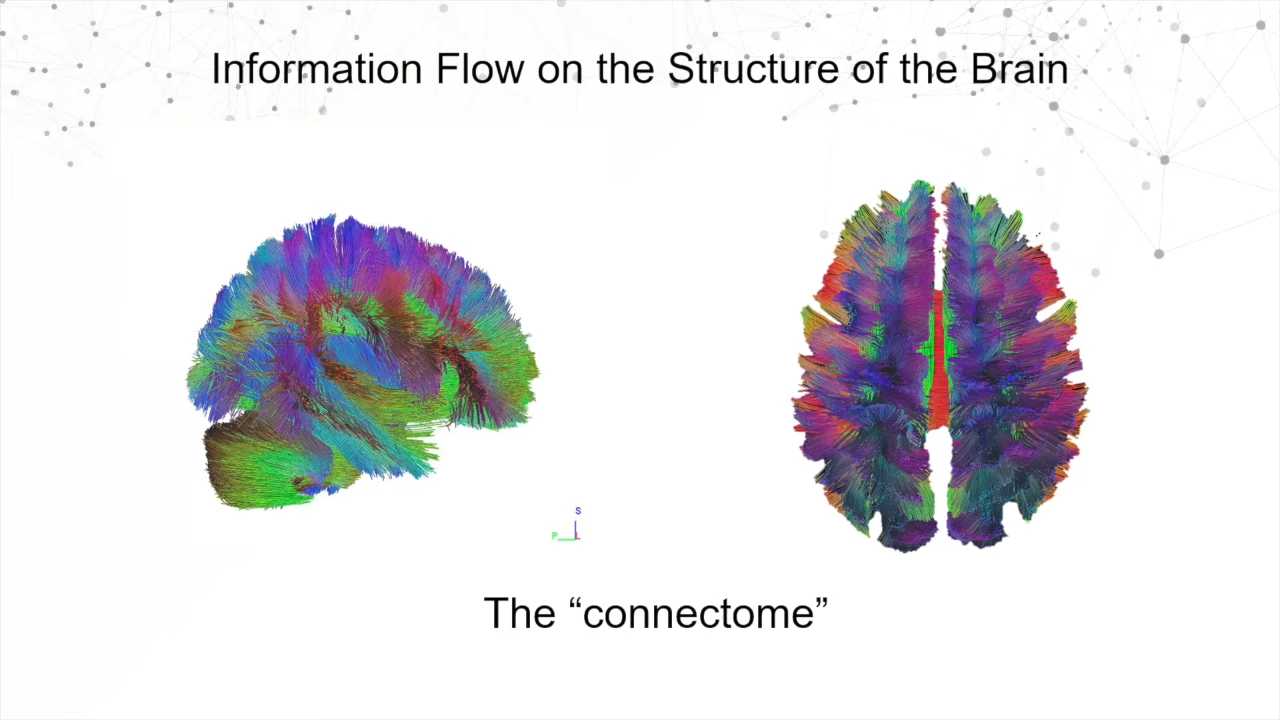 Information Flow on the Structure of the Brain
S
P
L
The “connectome”